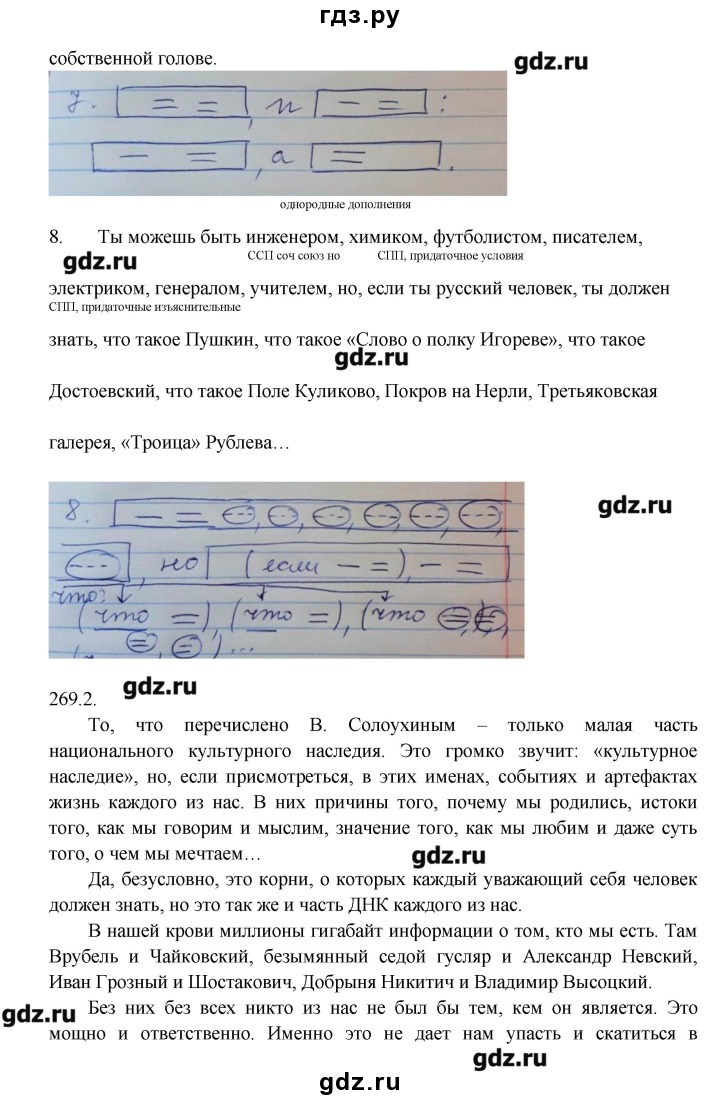 гдз.ру
собственной голове.
gdz.ru
7. [ = = ], и [ – = ] :
[ – = ], а [ = ].
однородные дополнения
8. Ты можешь быть инженером, химиком, футболистом, писателем,
gdz.ru
ССП соч союз но СПП, придаточное условия
электриком, генералом, учителем, но, если ты русский человек, ты должен
СПП, придаточные изъяснительные
знать, что такое Пушкин, что такое «Слово о полку Игореве», что такое
gdz.ru
Достоевский, что такое Поле Куликово, Покров на Нерли, Третьяковская
галерея, «Троица» Рублева…
gdz.ru
8.
, но (если – =), – =
что?
(что =), (что =), (что
)...
gdz.ru
269.2.
То, что перечислено В. Солоухиным – только малая часть
национального культурного наследия. Это громко звучит: «культурное
наследие», но, если присмотреться, в этих именах, событиях и артефактах
жизнь каждого из нас. В них причины того, почему мы родились, истоки
того, как мы говорим и мыслим, значение того, как мы любим и даже суть
того, о чем мы мечтаем…
gdz.ru
Да, безусловно, это корни, о которых каждый уважающий себя человек
должен знать, но это так же и часть ДНК каждого из нас.
В нашей крови миллионы гигабайт информации о том, кто мы есть. Там
Врубель и Чайковский, безымянный седой гусляр и Александр Невский,
Иван Грозный и Шостакович, Добрыня Никитич и Владимир Высоцкий.
Без них без всех никто из нас не был бы тем, кем он является. Это
gdz.ru
мощно и ответственно. Именно это не дает нам упасть и скатиться в
gdz.ru
gdz.ru